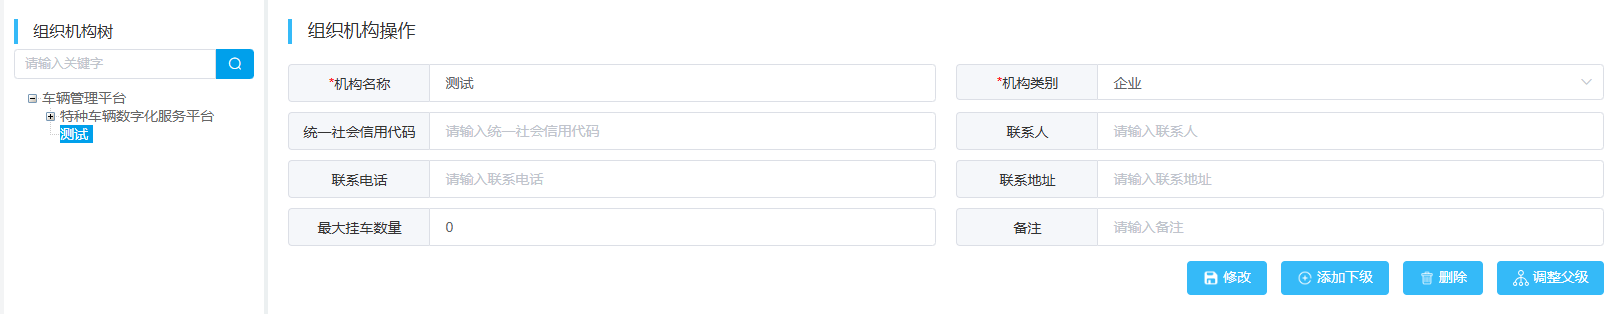 组织机构树
请输入关键字
车辆管理平台
特种车辆数字化服务平台
测试
组织机构操作
*机构名称 测试 *机构类别 企业
统一社会信用代码 请输入统一社会信用代码 联系人 请输入联系人
联系电话 请输入联系电话 联系地址 请输入联系地址
最大挂车数量 0 备注 请输入备注
修改 添加下级 删除 调整父级